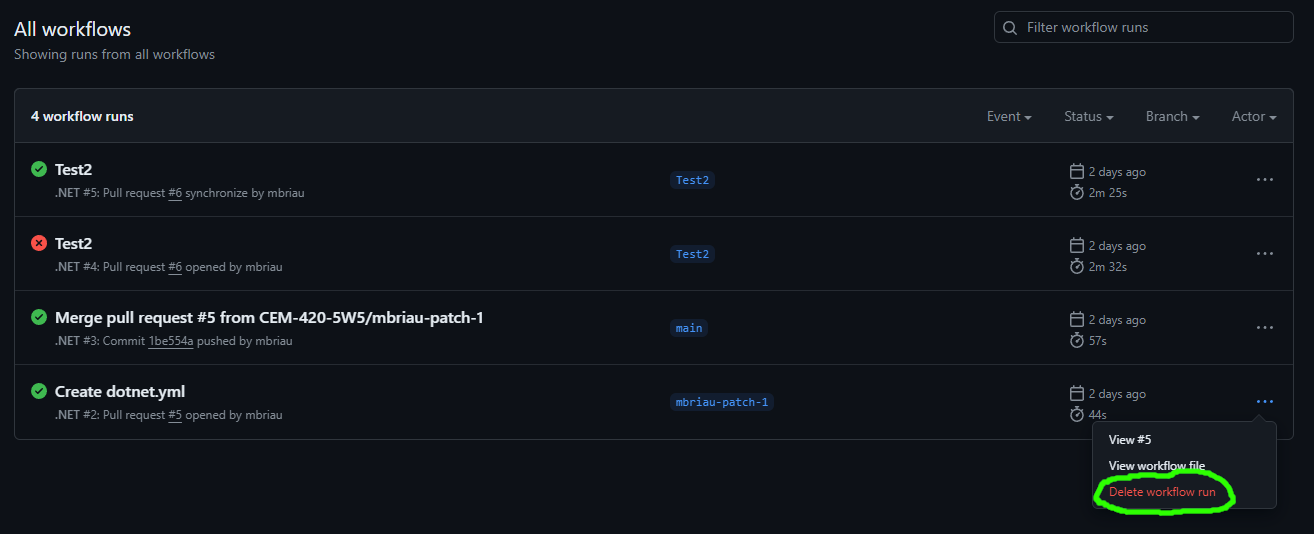 All workflows
Filter workflow runs
Showing runs from all workflows
4 workflow runs
Event
Status
Branch
Actor
Test2
.NET #5: Pull request #6 synchronize by mbriau
Test2
2 days ago
2m 25s
Test2
.NET #4: Pull request #6 opened by mbriau
Test2
2 days ago
2m 32s
Merge pull request #5 from CEM-420-5W5/mbriau-patch-1
.NET #3: Commit 1be554a pushed by mbriau
main
2 days ago
57s
Create dotnet.yml
.NET #2: Pull request #5 opened by mbriau
mbriau-patch-1
2 days ago
44s
View #5
View workflow file
Delete workflow run